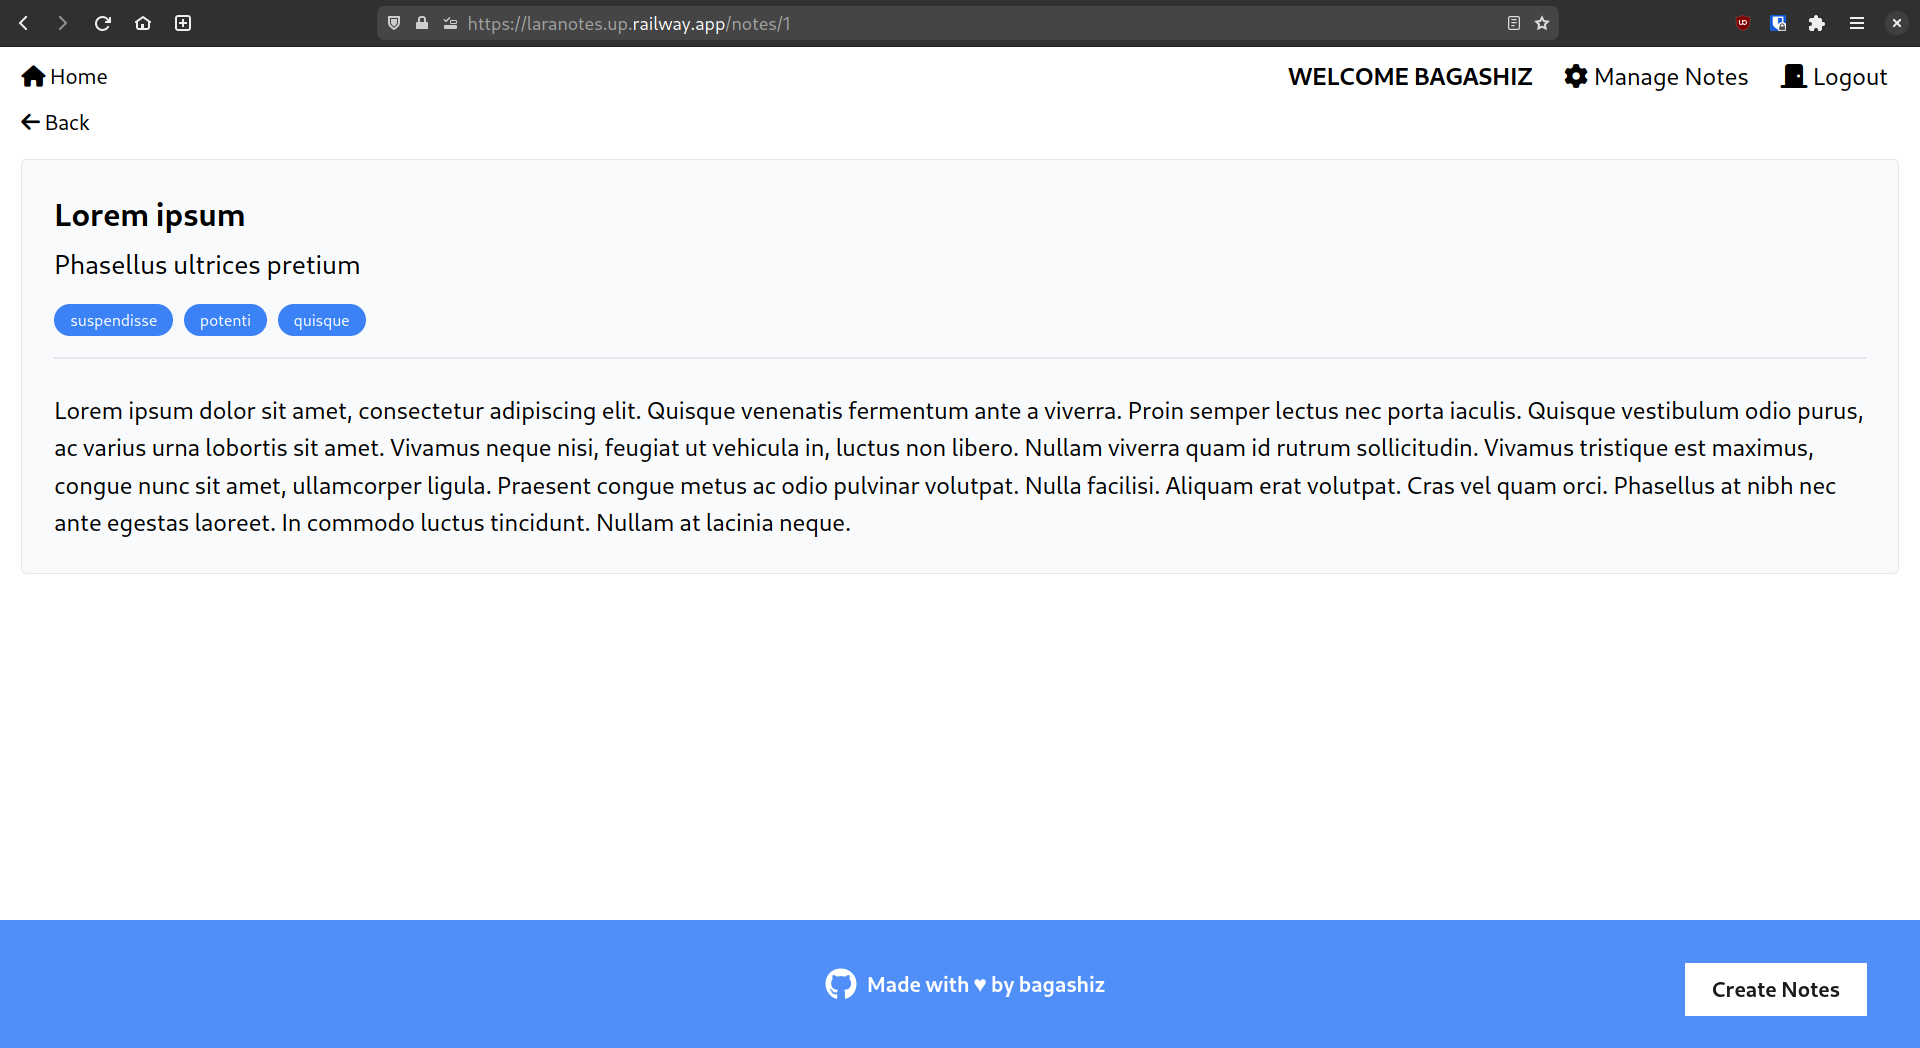 https://laranotes.up.railway.app/notes/1
Home
WELCOME BAGASHIZ
Manage Notes
Logout
Back
Lorem ipsum
Phasellus ultrices pretium
suspendisse potenti quisque
Lorem ipsum dolor sit amet, consectetur adipiscing elit. Quisque venenatis fermentum ante a viverra. Proin semper lectus nec porta iaculis. Quisque vestibulum odio purus,
ac varius urna lobortis sit amet. Vivamus neque nisi, feugiat ut vehicula in, luctus non libero. Nullam viverra quam id rutrum sollicitudin. Vivamus tristique est maximus,
congue nunc sit amet, ullamcorper ligula. Praesent congue metus ac odio pulvinar volutpat. Nulla facilisi. Aliquam erat volutpat. Cras vel quam orci. Phasellus at nibh nec
ante egestas laoreet. In commodo luctus tincidunt. Nullam at lacinia neque.
Made with ♥ by bagashiz
Create Notes